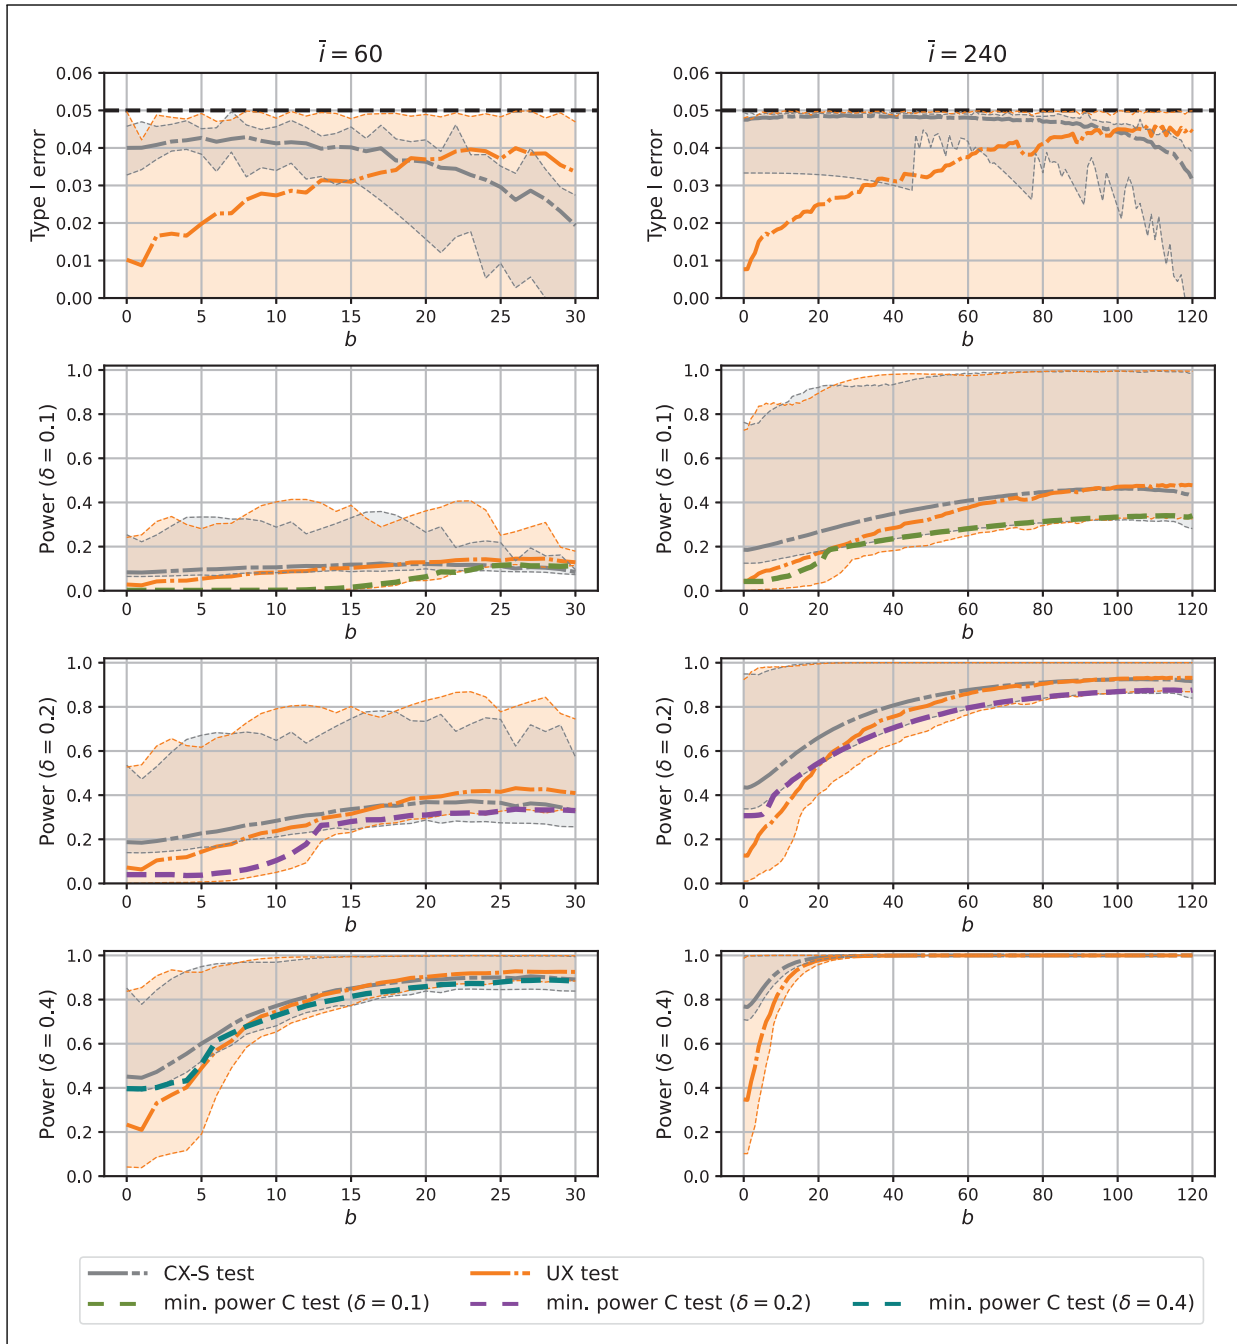 i̅ = 60
i̅ = 240
Type I error
0.06
0.05
0.04
0.03
0.02
0.01
0.00
0 5 10 15 20 25 30
b
Type I error
0.06
0.05
0.04
0.03
0.02
0.01
0.00
0 20 40 60 80 100 120
b
Power (δ = 0.1)
1.0
0.8
0.6
0.4
0.2
0.0
0 5 10 15 20 25 30
b
Power (δ = 0.1)
1.0
0.8
0.6
0.4
0.2
0.0
0 20 40 60 80 100 120
b
Power (δ = 0.2)
1.0
0.8
0.6
0.4
0.2
0.0
0 5 10 15 20 25 30
b
Power (δ = 0.2)
1.0
0.8
0.6
0.4
0.2
0.0
0 20 40 60 80 100 120
b
Power (δ = 0.4)
1.0
0.8
0.6
0.4
0.2
0.0
0 5 10 15 20 25 30
b
Power (δ = 0.4)
1.0
0.8
0.6
0.4
0.2
0.0
0 20 40 60 80 100 120
b
CX-S test
UX test
min. power C test (δ = 0.1)
min. power C test (δ = 0.2)
min. power C test (δ = 0.4)